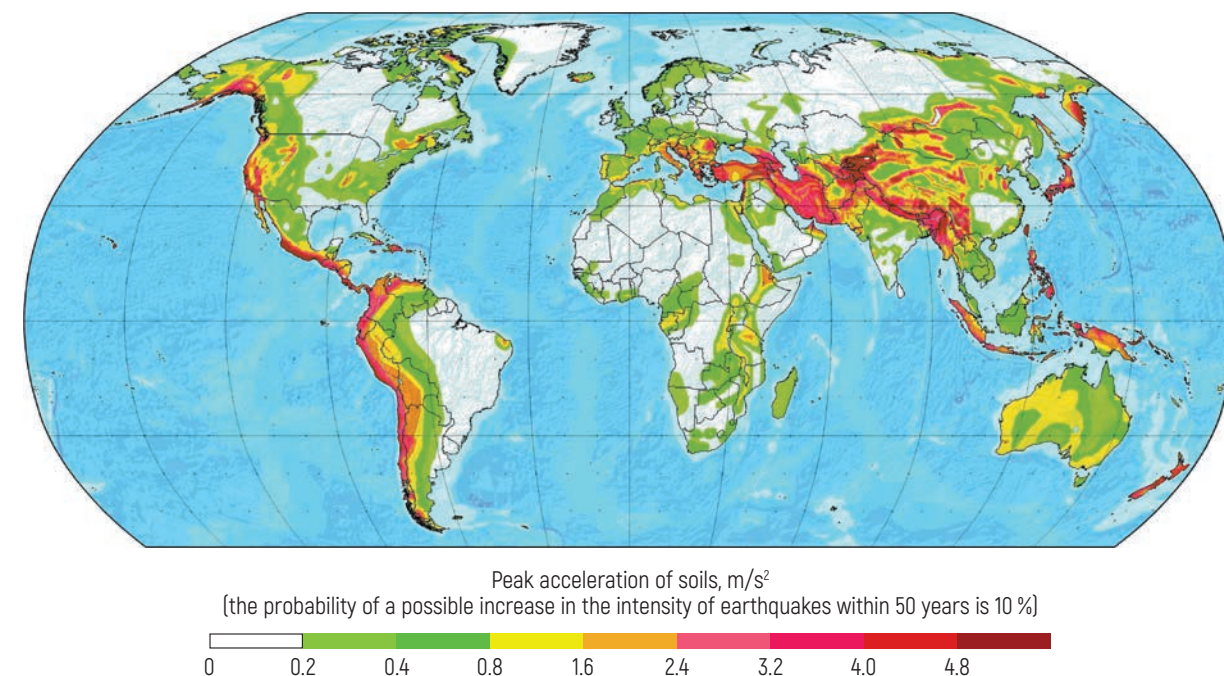 Peak acceleration of soils, m/s²
(the probability of a possible increase in the intensity of earthquakes within 50 years is 10 %)
0 0.2 0.4 0.8 1.6 2.4 3.2 4.0 4.8